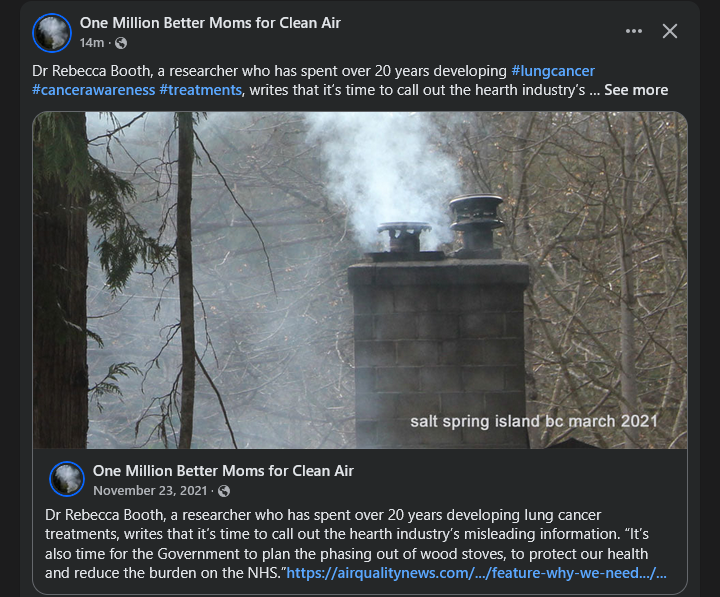 One Million Better Moms for Clean Air
14m ·
Dr Rebecca Booth, a researcher who has spent over 20 years developing #lungcancer
#cancerawareness #treatments, writes that it’s time to call out the hearth industry’s ... See more
salt spring island bc march 2021
One Million Better Moms for Clean Air
November 23, 2021 ·
Dr Rebecca Booth, a researcher who has spent over 20 years developing lung cancer
treatments, writes that it’s time to call out the hearth industry’s misleading information. “It’s
also time for the Government to plan the phasing out of wood stoves, to protect our health
and reduce the burden on the NHS.”https://airqualitynews.com/.../feature-why-we-need.../...